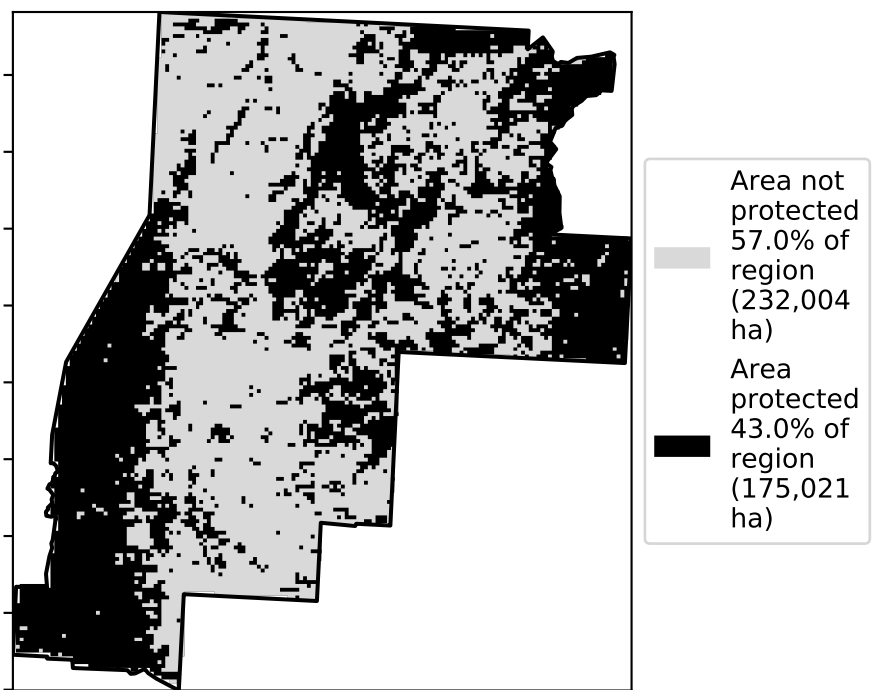 Area not
protected
57.0% of
region
(232,004
ha)
Area
protected
43.0% of
region
(175,021
ha)